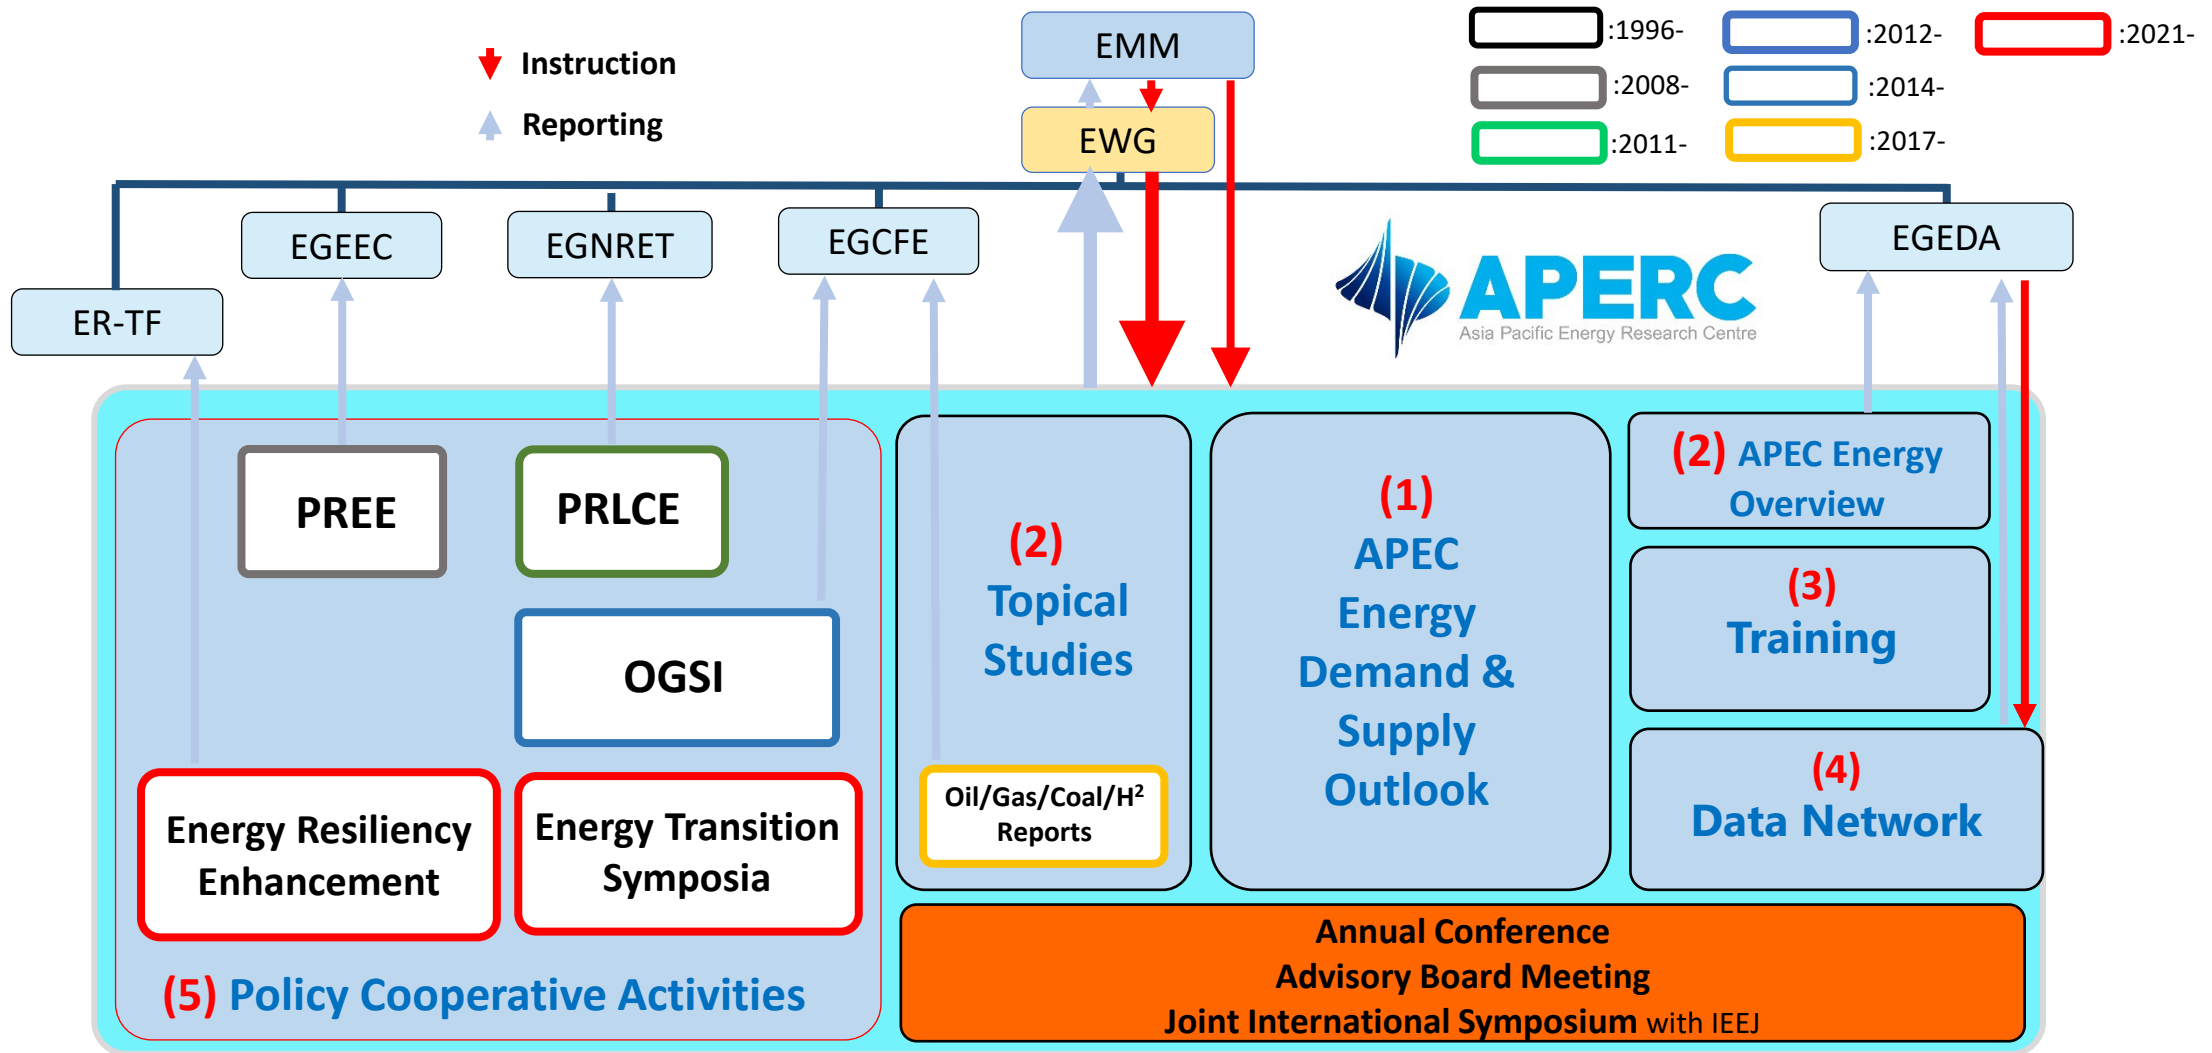 EMM
:1996-
:2012-
:2021-
Instruction
:2008-
:2014-
Reporting
EWG
:2011-
:2017-
EGEEC
EGNRET
EGCFE
EGEDA
ER-TF
APERC
Asia Pacific Energy Research Centre
PREE
PRLCE
OGSI
Energy Resiliency
Enhancement
Energy Transition
Symposia
(5) Policy Cooperative Activities
(2)
Topical
Studies
Oil/Gas/Coal/H²
Reports
(1)
APEC
Energy
Demand &
Supply
Outlook
(2) APEC Energy
Overview
(3)
Training
(4)
Data Network
Annual Conference
Advisory Board Meeting
Joint International Symposium with IEEJ